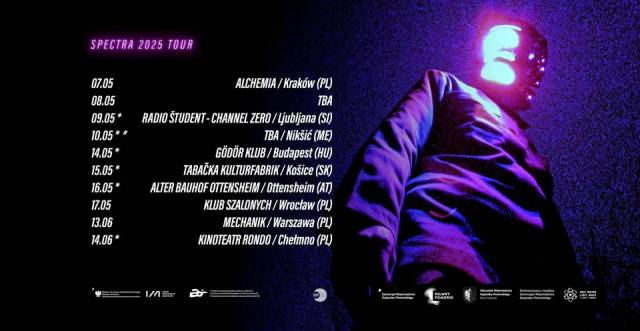 SPECTRA 2025 TOUR
07.05 ALCHEMIA / Kraków (PL)
08.05 TBA
09.05 * RADIO ŠTUDENT - CHANNEL ZERO / Ljubljana (SI)
10.05 * # TBA / Nikšić (ME)
14.05 * GÖDÖR KLUB / Budapest (HU)
15.05 * TABAČKA KULTURFABRIK / Košice (SK)
16.05 * ALTER BAUHOF OTTENSHEIM / Ottensheim (AT)
17.05 KLUB SZALONYCH / Wrocław (PL)
13.06 MECHANIK / Warszawa (PL)
14.06 * KINOTEATR RONDO / Chełmno (PL)
KUJAWY
POMORZE